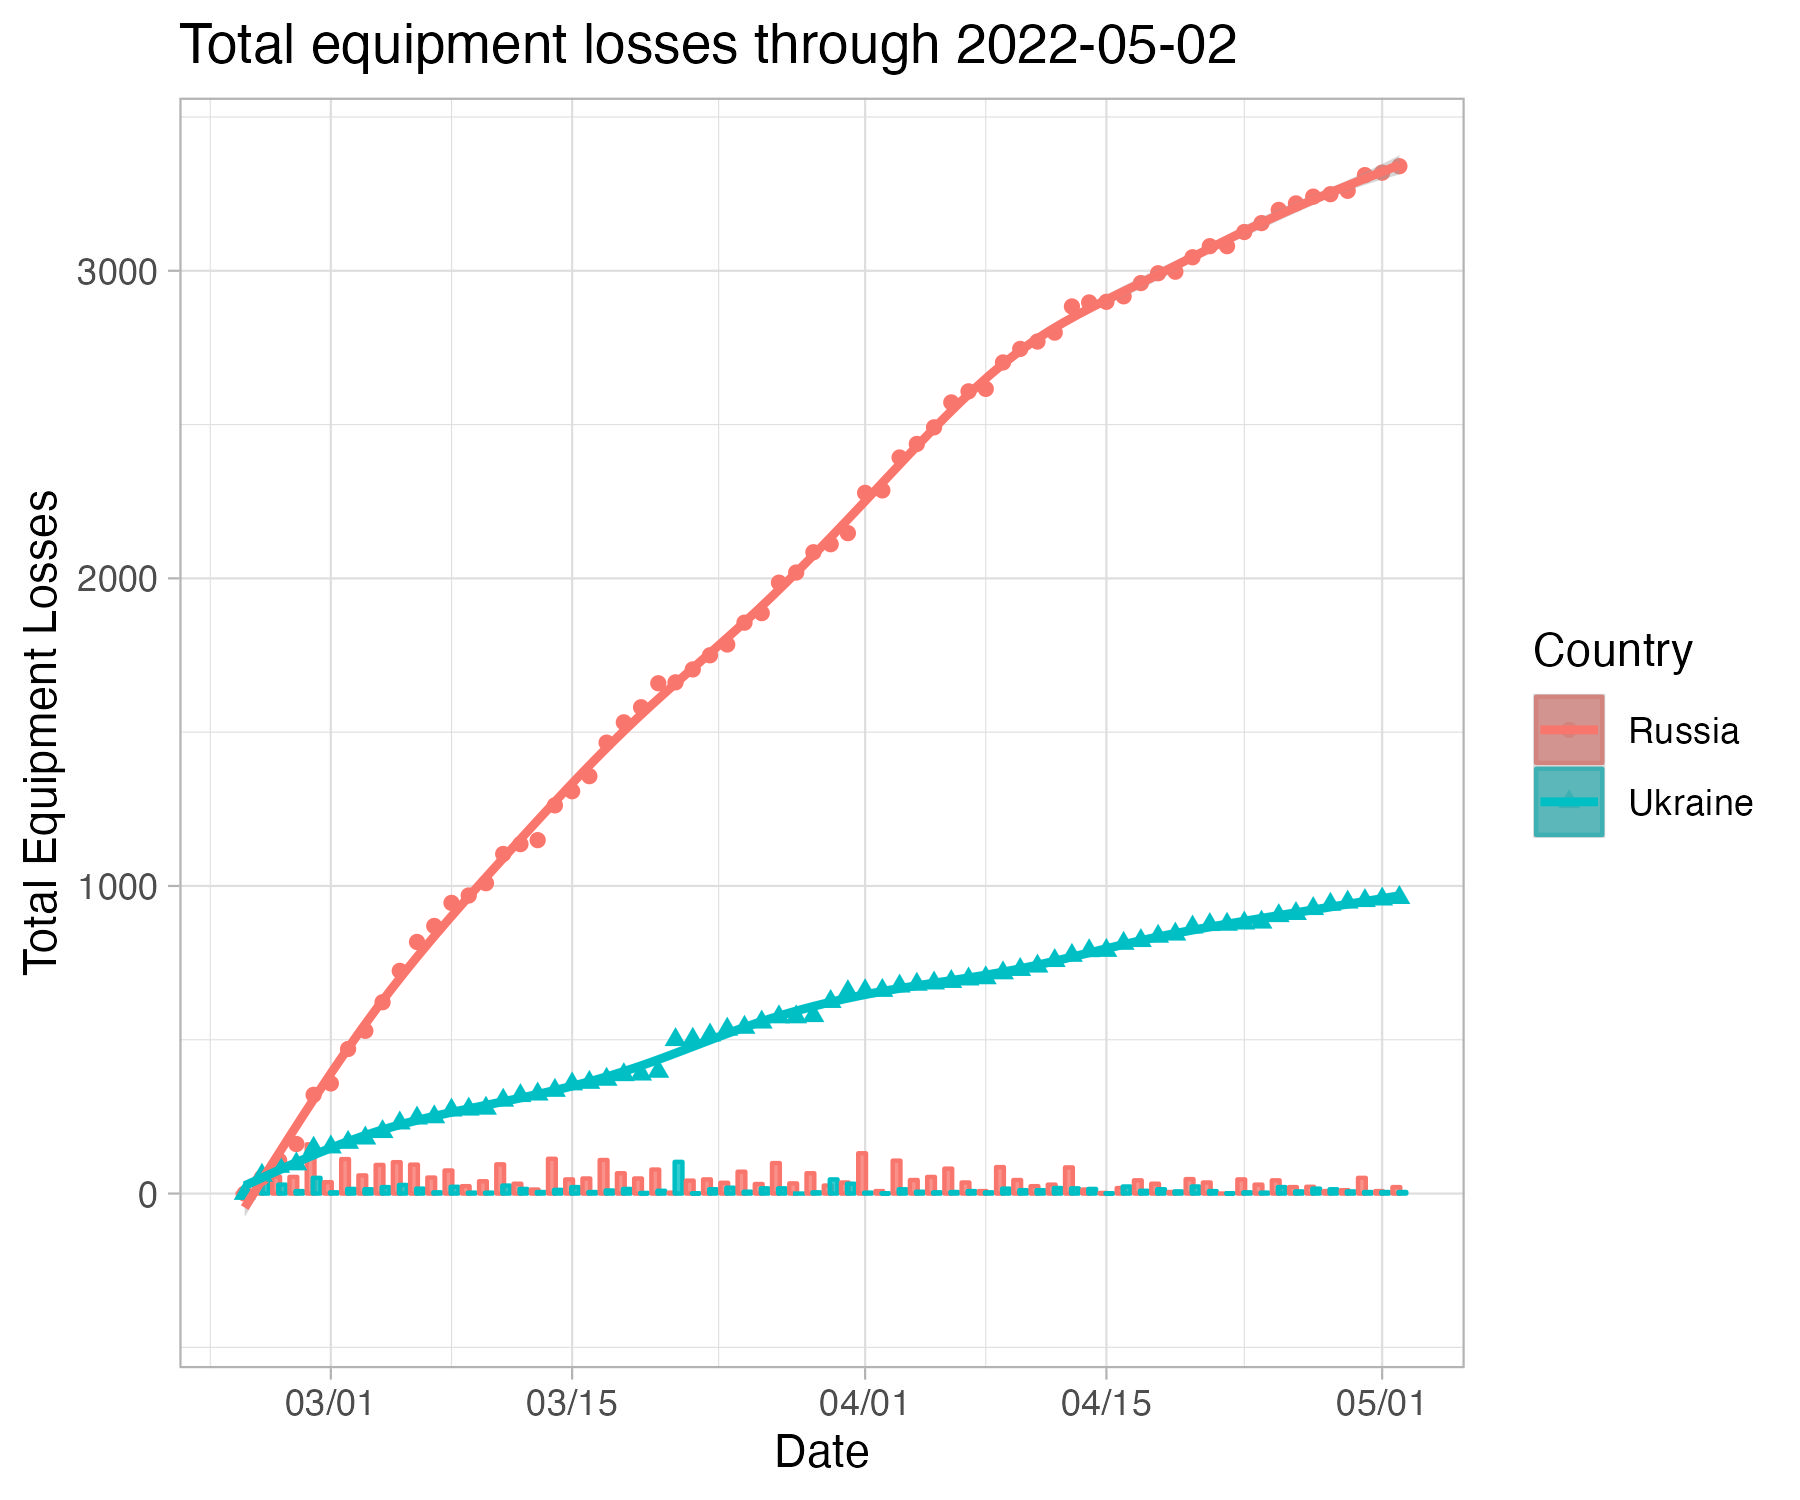 Total equipment losses through 2022-05-02
Total Equipment Losses
3000
2000
1000
0
03/01
03/15
04/01
04/15
05/01
Date
Country
Russia
Ukraine